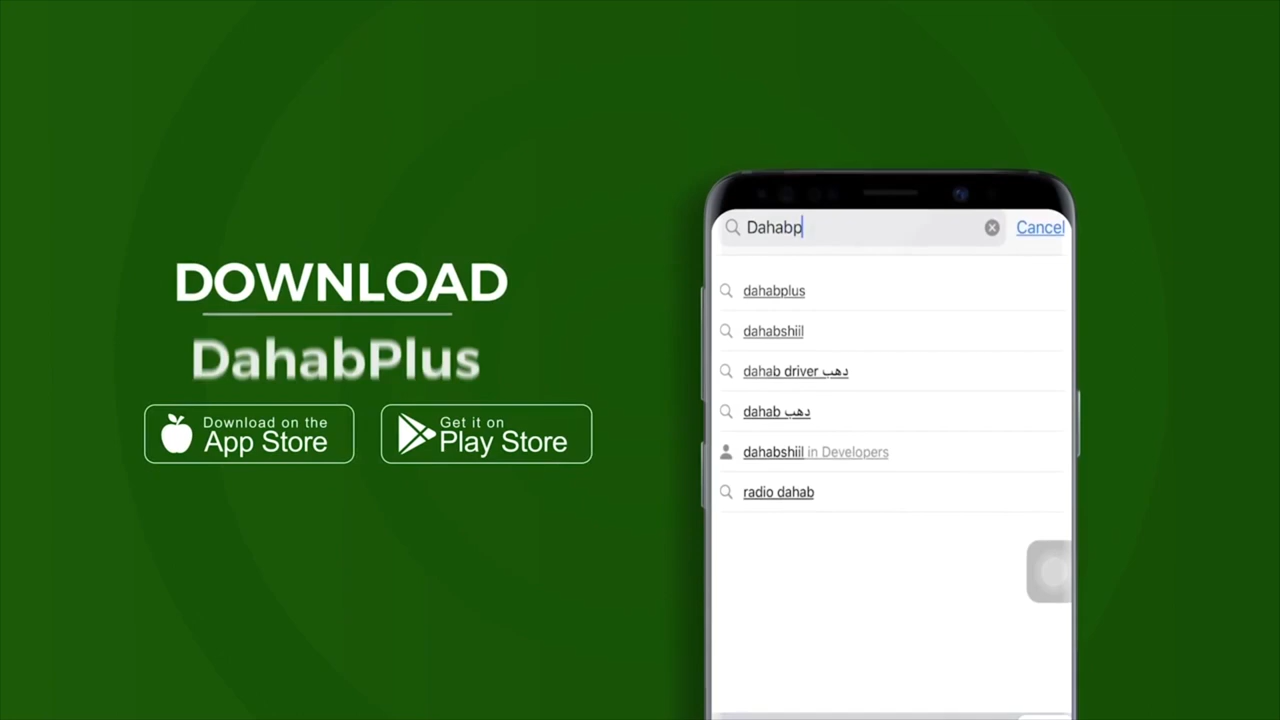 DOWNLOAD
DahabPlus
Download on the
App Store
Get it on
Play Store
Dahabp
Cancel
dahabplus
dahabshiil
dahab driver دهب
dahab دهب
dahabshiil in Developers
radio dahab